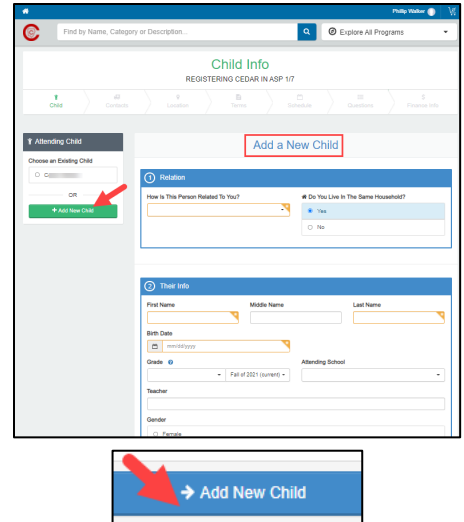 Phillip Walker
Find by Name, Category or Description...
Explore All Programs
Child Info
REGISTERING CEDAR IN ASP 1/7
Child
Contacts
Location
Terms
Schedule
Questions
Finance Info
Attending Child
Choose an Existing Child
OR
+ Add New Child
Add a New Child
1 Relation
How Is This Person Related To You?
Do You Live In The Same Household?
Yes
No
2 Their Info
First Name
Middle Name
Last Name
Birth Date
mm/dd/yyyy
Grade
Attending School
Fall of 2021 (current)
Teacher
Gender
Female
→ Add New Child